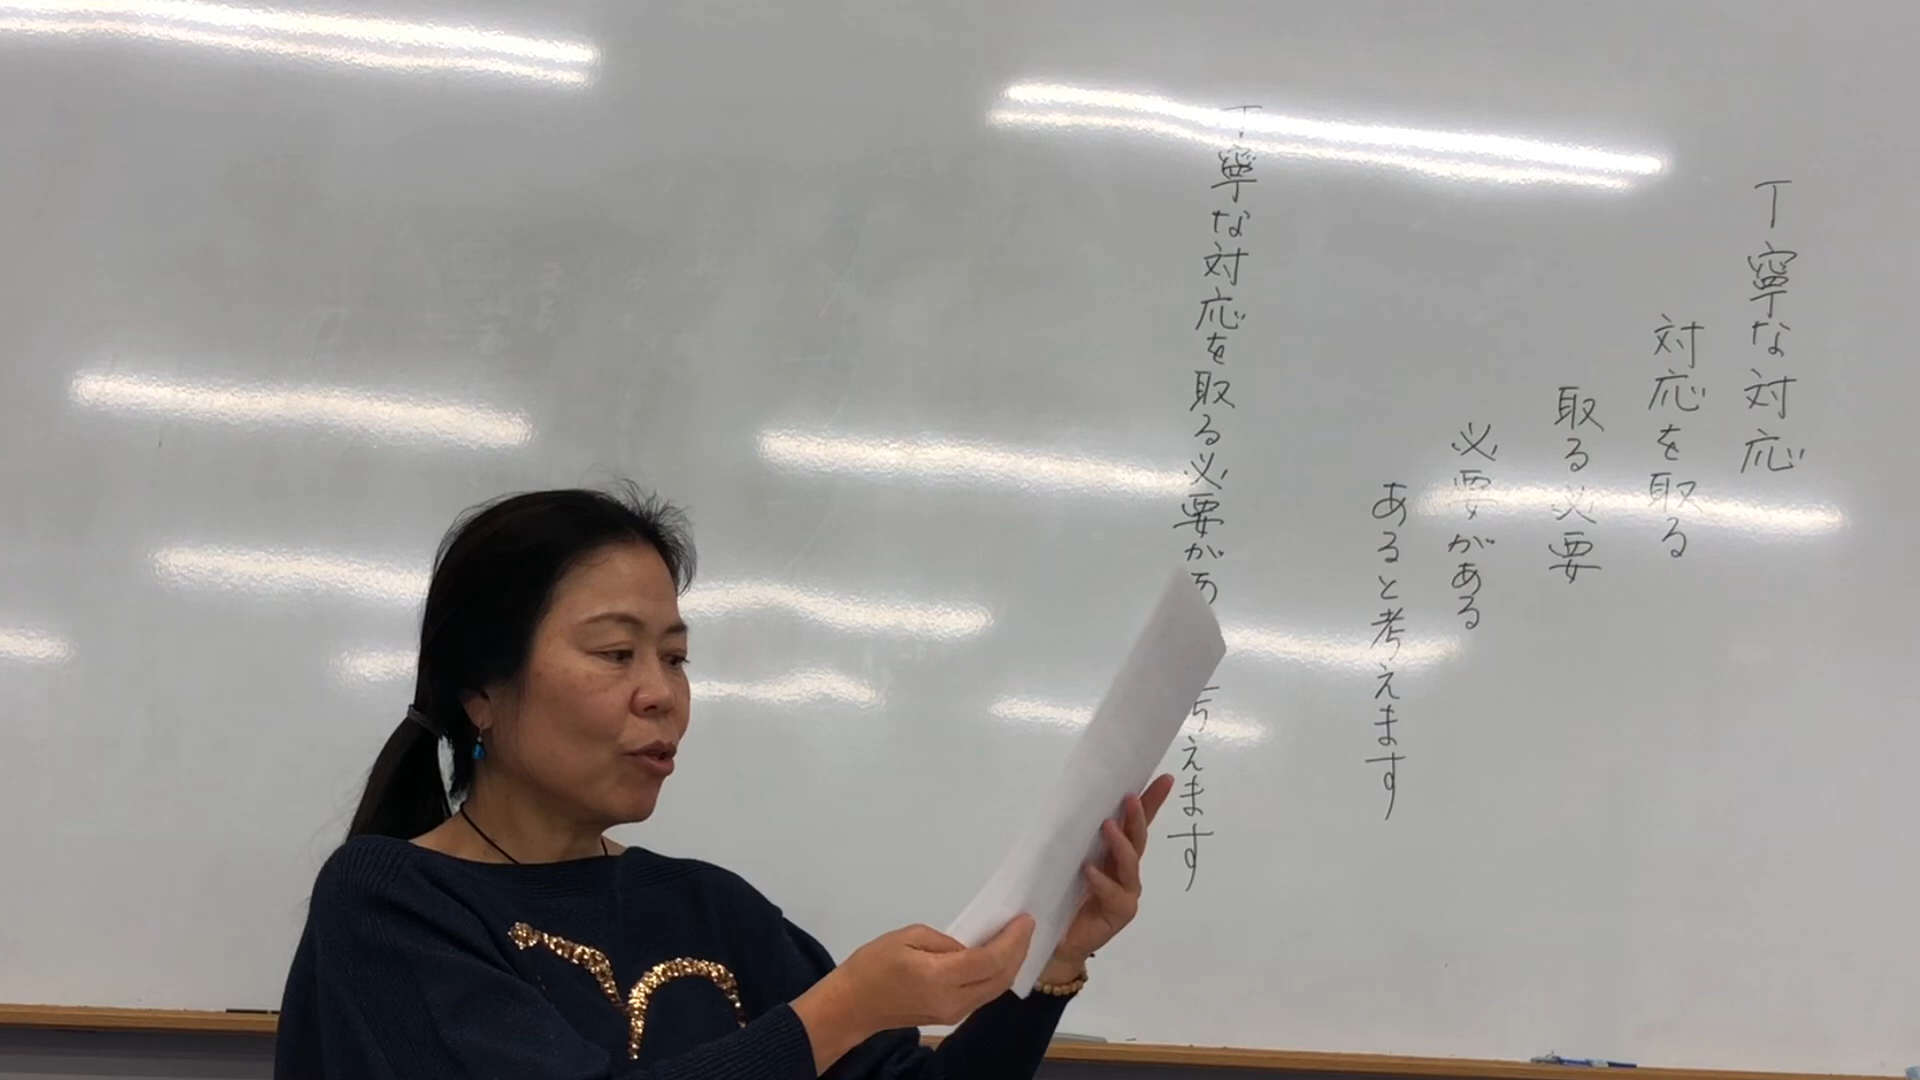 丁寧な対応
対応を取る
取る必要
必要がある
あると考えます
丁寧な対応を取る必要があ 考えます